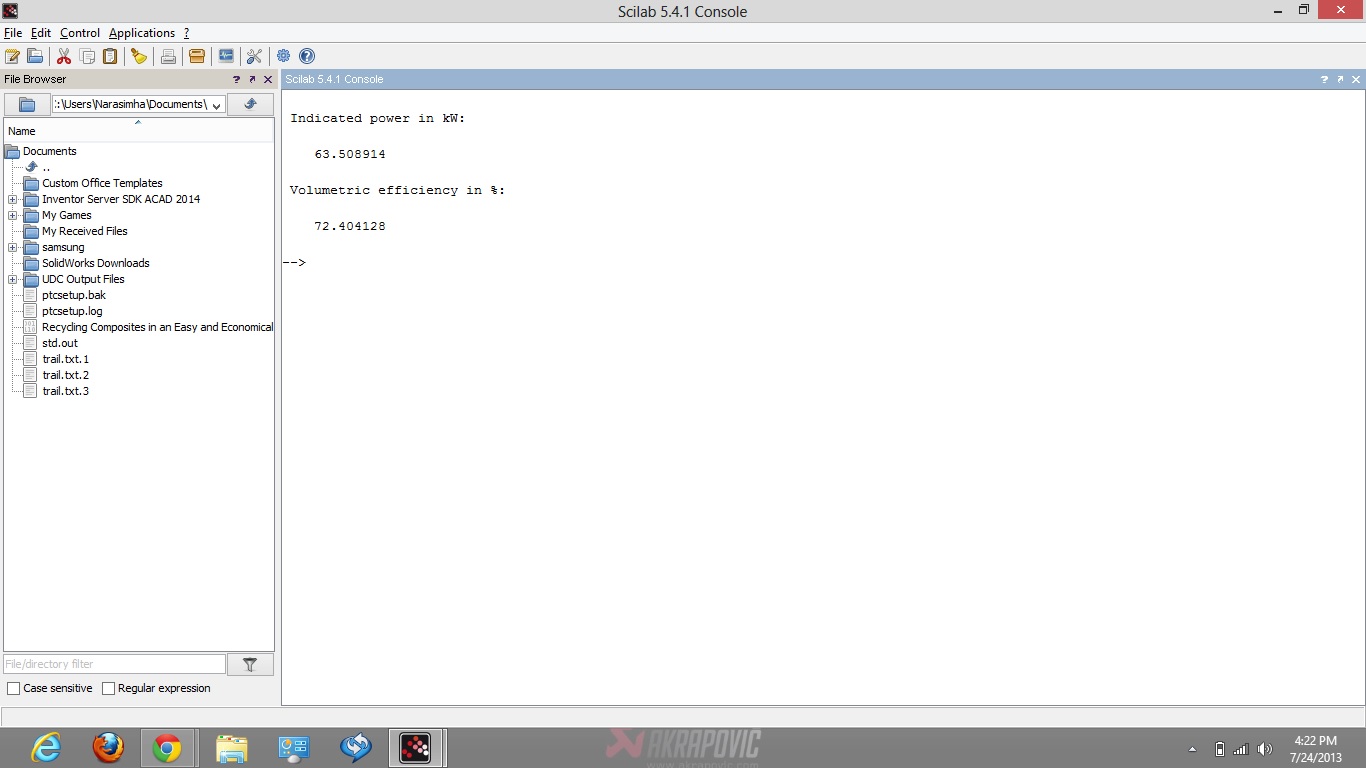 Scilab 5.4.1 Console
File Edit Control Applications ?
File Browser
Scilab 5.4.1 Console
:\Users\Narasimha\Documents\
Name
Documents
..
Custom Office Templates
Inventor Server SDK ACAD 2014
My Games
My Received Files
samsung
SolidWorks Downloads
UDC Output Files
ptcsetup.bak
ptcsetup.log
Recycling Composites in an Easy and Economical
std.out
trail.txt.1
trail.txt.2
trail.txt.3
File/directory filter
Case sensitive Regular expression
Indicated power in kW:
63.508914
Volumetric efficiency in %:
72.404128
-->
AKRAPOVIC
www.akrapovic.com
4:22 PM
7/24/2013